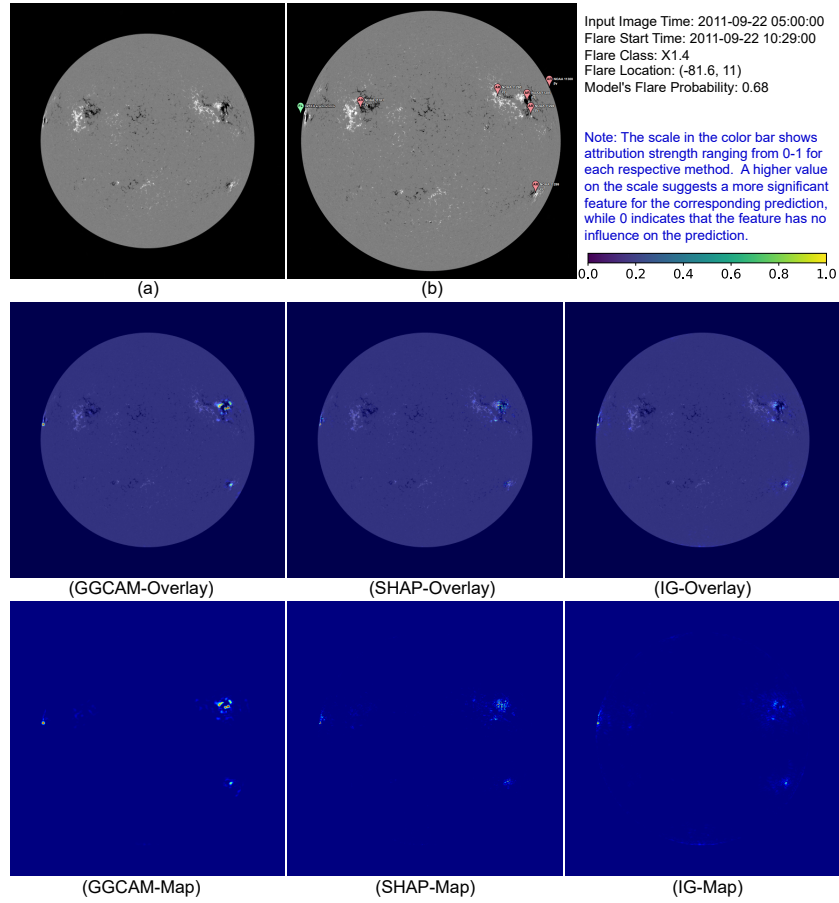 Input Image Time: 2011-09-22 05:00:00
Flare Start Time: 2011-09-22 10:29:00
Flare Class: X1.4
Flare Location: (-81.6, 11)
Model's Flare Probability: 0.68
Note: The scale in the color bar shows
attribution strength ranging from 0-1 for
each respective method. A higher value
on the scale suggests a more significant
feature for the corresponding prediction,
while 0 indicates that the feature has no
influence on the prediction.
0.0 0.2 0.4 0.6 0.8 1.0
(a) (b)
(GGCAM-Overlay) (SHAP-Overlay) (IG-Overlay)
(GGCAM-Map) (SHAP-Map) (IG-Map)